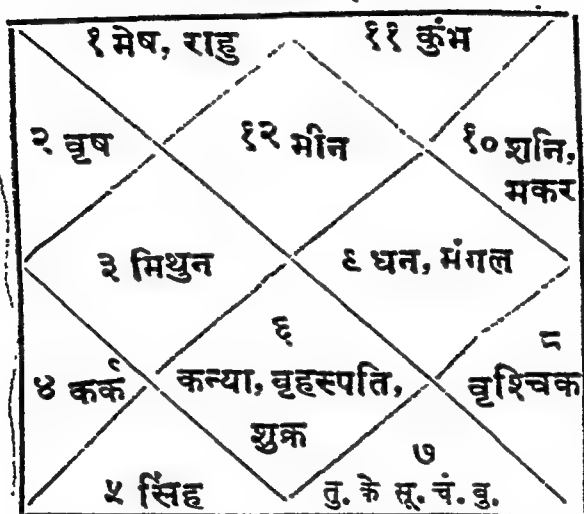 १ मेष, राहु
११ कुंभ
२ वृष
१२ मीन
१० शनि,
मकर
३ मिथुन
९ धन, मंगल
४ कर्क
६
कन्या, वृहस्पति,
शुक्र
८
वृश्चिक
५ सिंह
७
तु. के सू. चं. वु.